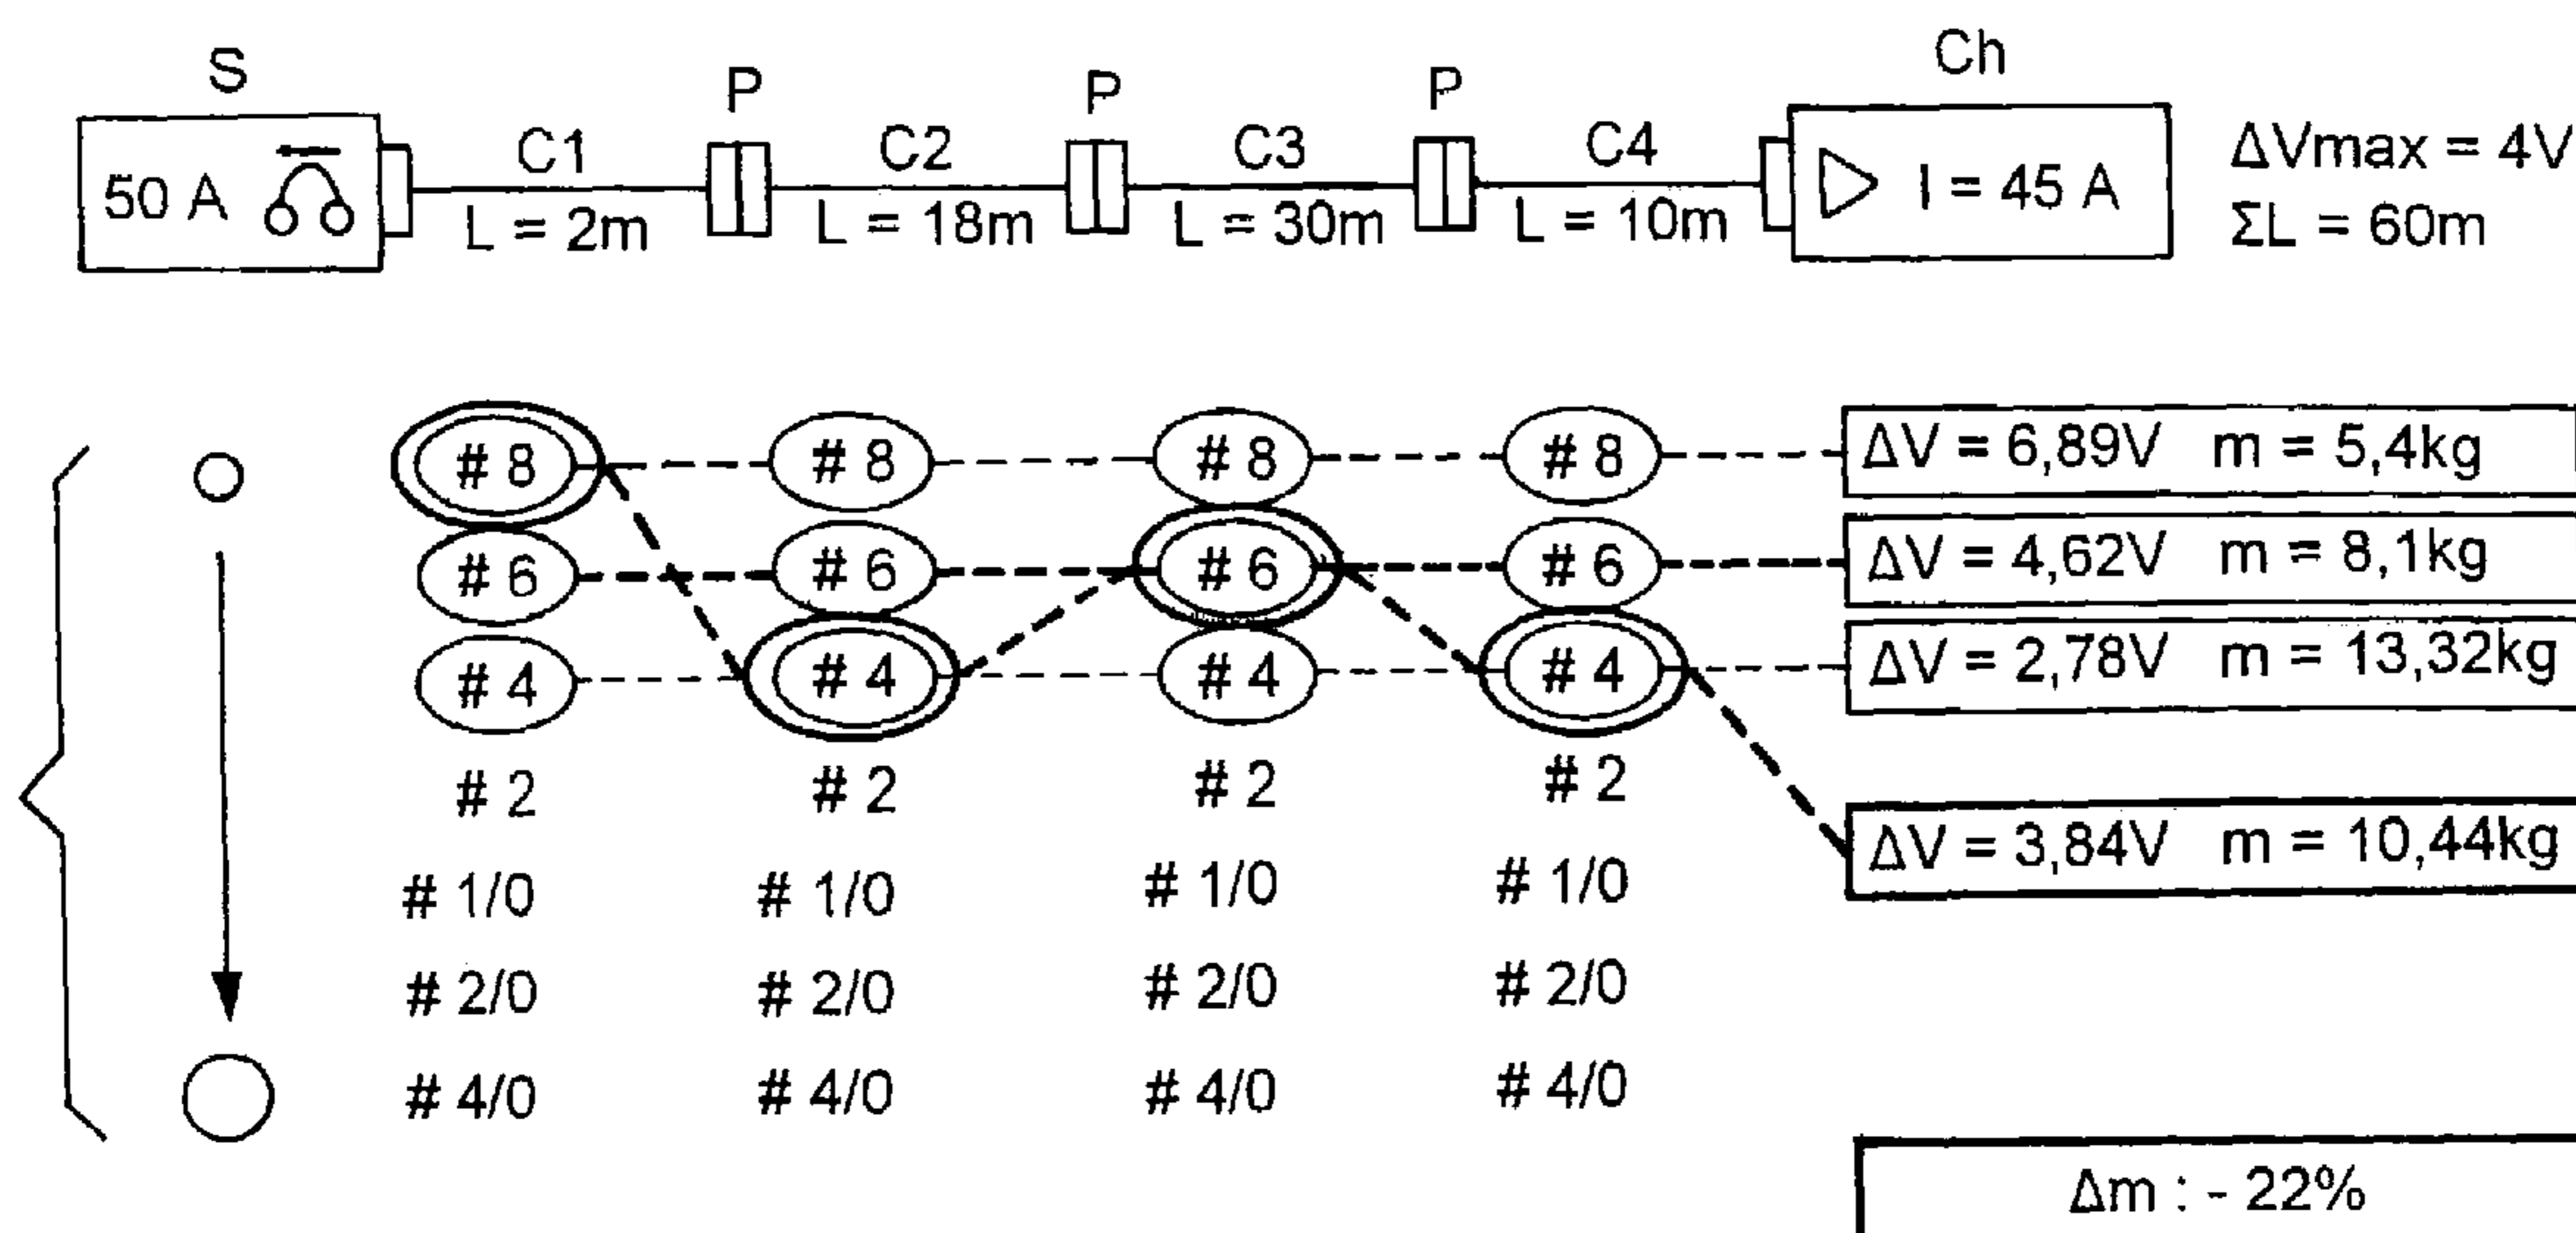 S P P P Ch
50 A C1 C2 C3 C4 I = 45 A ΔVmax = 4V
L = 2m L = 18m L = 30m L = 10m ΣL = 60m
# 8 # 8 # 8 # 8 ΔV = 6,89V m = 5,4kg
# 6 # 6 # 6 # 6 ΔV = 4,62V m = 8,1kg
# 4 # 4 # 4 # 4 ΔV = 2,78V m = 13,32kg
# 2 # 2 # 2 # 2
ΔV = 3,84V m = 10,44kg
# 1/0 # 1/0 # 1/0 # 1/0
# 2/0 # 2/0 # 2/0 # 2/0
# 4/0 # 4/0 # 4/0 # 4/0
Δm : - 22%